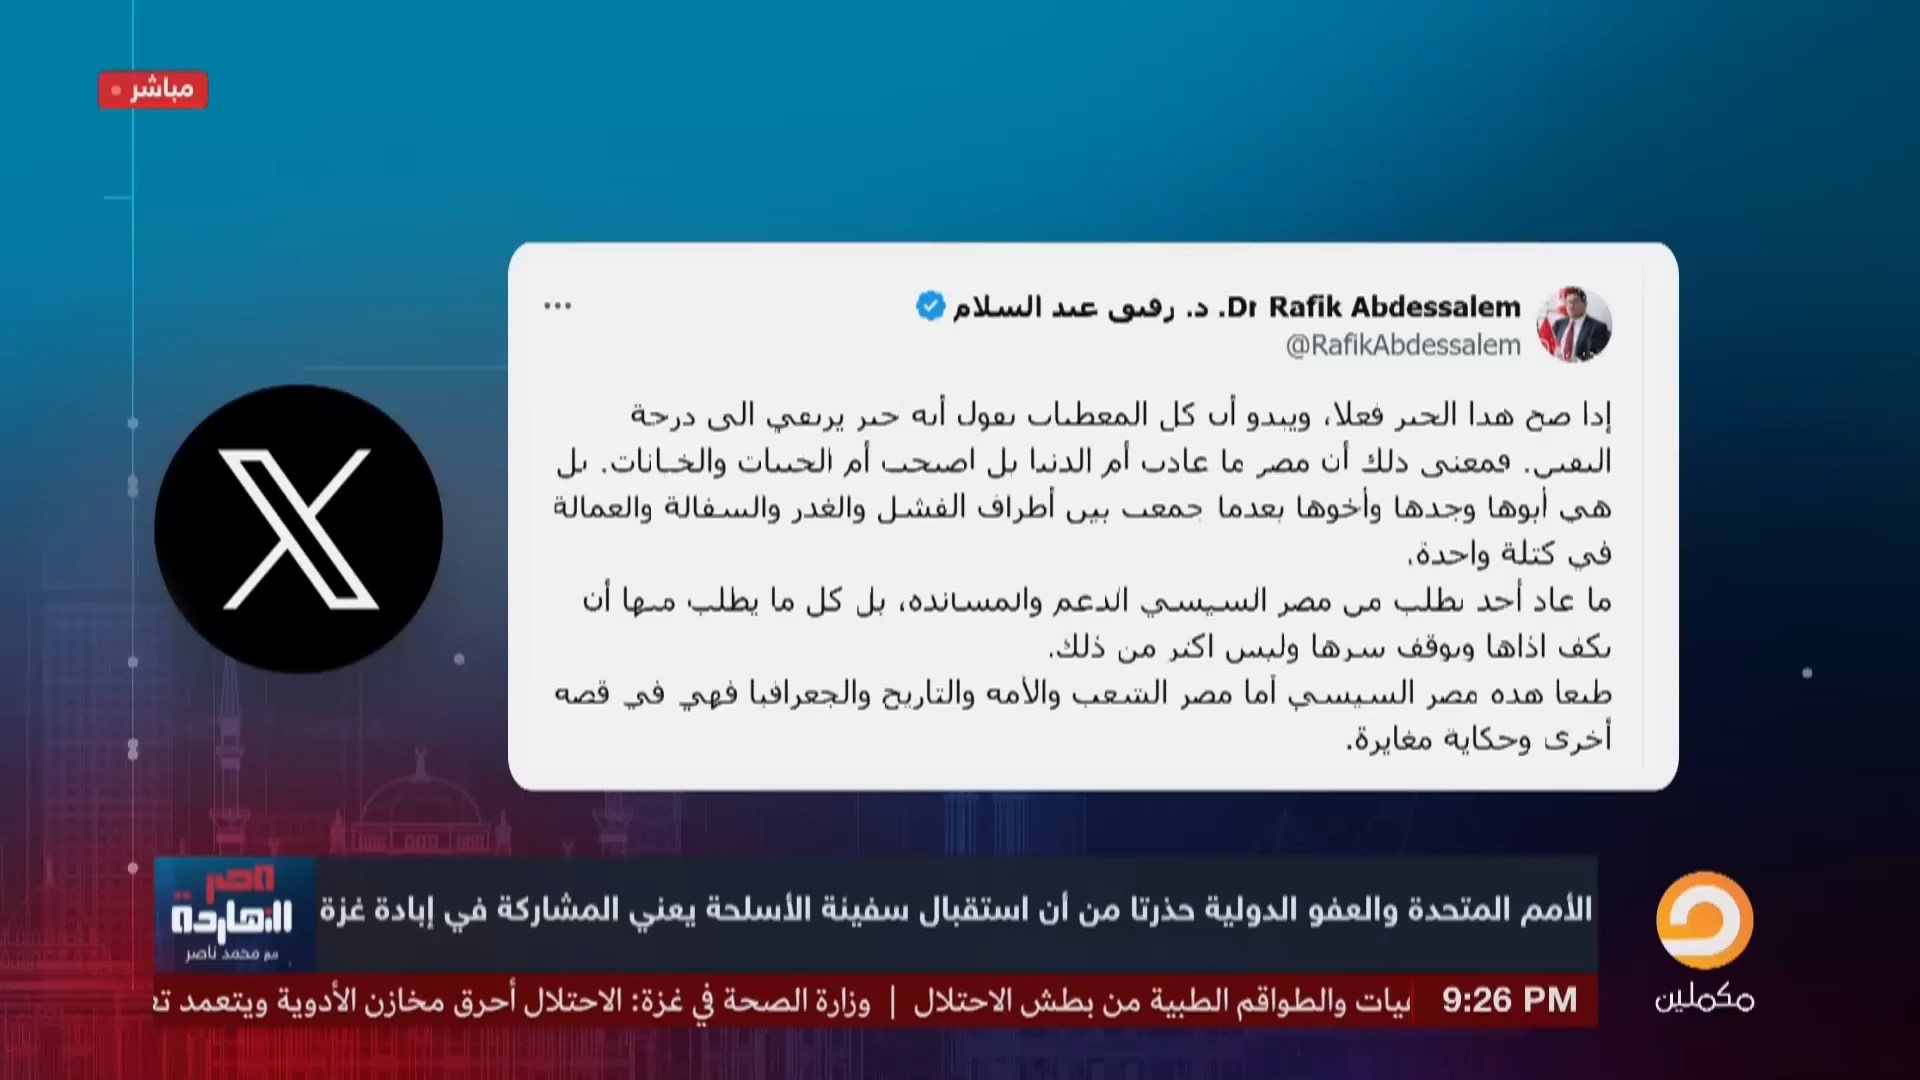 مباشر
Dr Rafik Abdessalem. د. رفيق عبد السلام
@RafikAbdessalem
إذا صح هذا الخبر فعلا، ويبدو أن كل المعطيات تقول أنه خبر يرتقي الى درجة
اليقين. فمعنى ذلك أن مصر ما عادت أم الدنيا بل اصبحت أم الخيبات والخيانات. بل
هي أبوها وجدها وأخوها بعدما جمعت بين أطراف الفشل والغدر والسفالة والعمالة
في كتلة واحدة.
ما عاد أحد يطلب من مصر السيسي الدعم والمسانده، بل كل ما يطلب منها أن
تكف اذاها وتوقف شرها وليس اكثر من ذلك.
طبعا هذه مصر السيسي أما مصر الشعب والأمه والتاريخ والجغرافيا فهي في قصه
أخرى وحكاية مغايرة.
مصر
النهاردة
مع محمد ناصر
الأمم المتحدة والعفو الدولية حذرتا من أن استقبال سفينة الأسلحة يعني المشاركة في إبادة غزة
9:26 PM
والطواقم الطبية من بطش الاحتلال | وزارة الصحة في غزة: الاحتلال أحرق مخازن الأدوية ويتعمد
مكملين